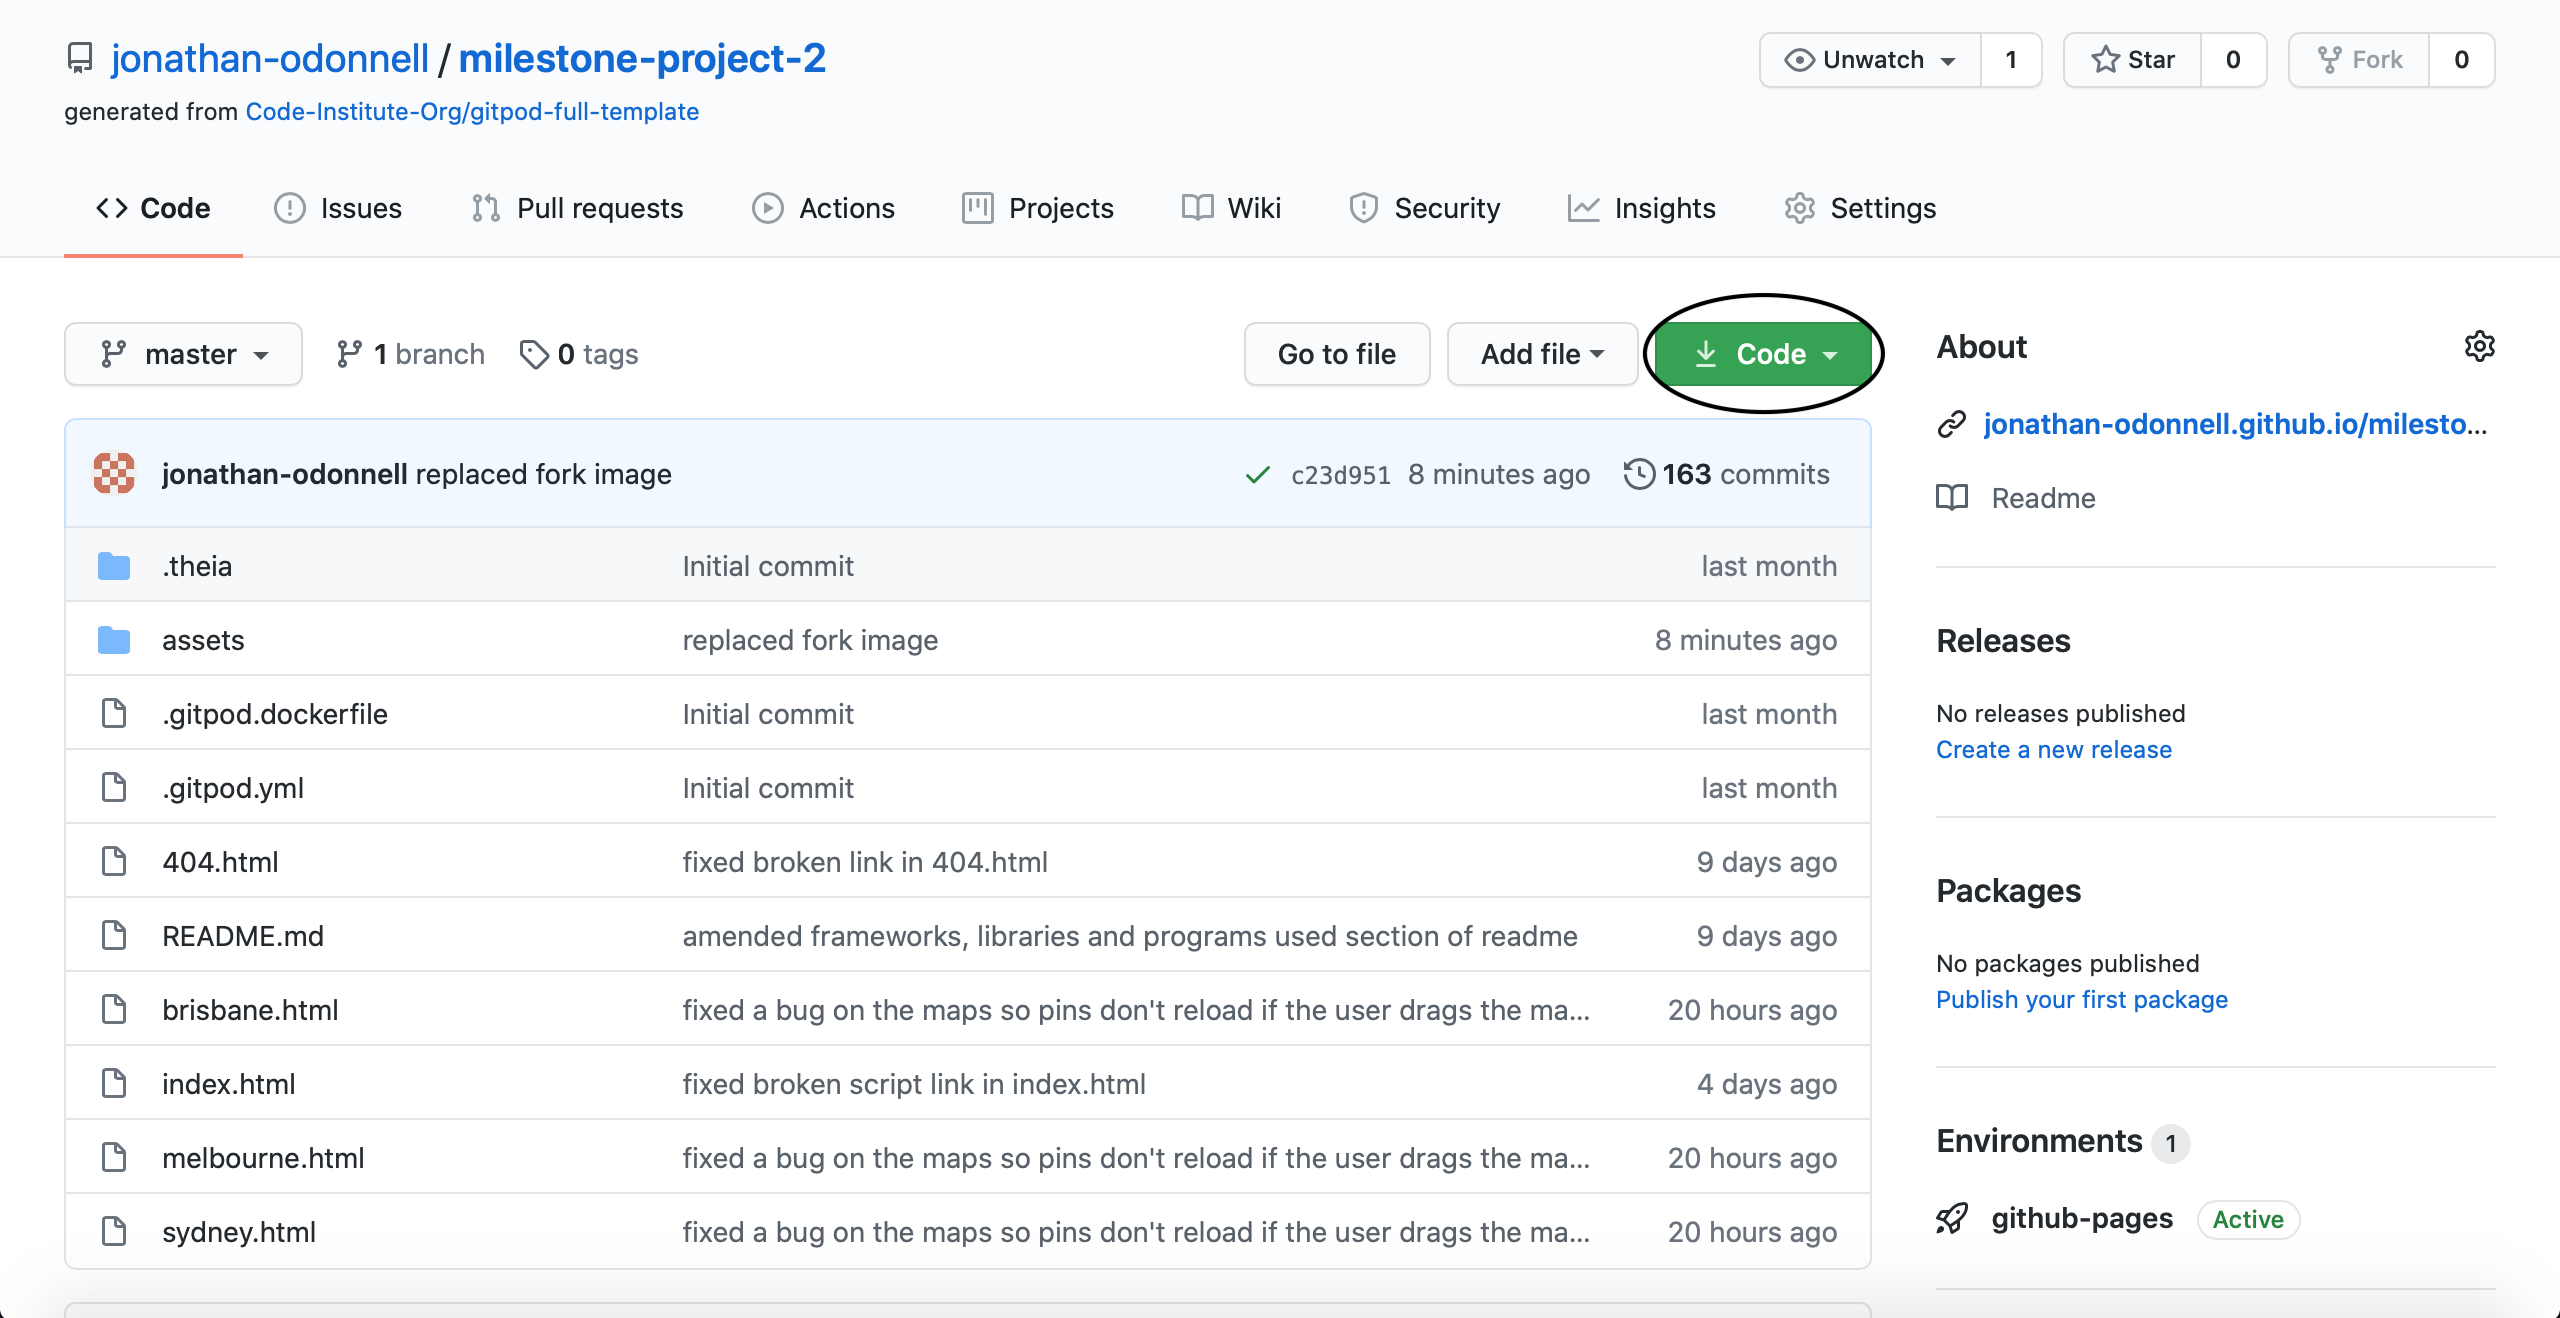 jonathan-odonnell / milestone-project-2
Unwatch 1 Star 0 Fork 0
generated from Code-Institute-Org/gitpod-full-template
Code Issues Pull requests Actions Projects Wiki Security Insights Settings
master 1 branch 0 tags Go to file Add file Code
jonathan-odonnell replaced fork image c23d951 8 minutes ago 163 commits
.theia Initial commit last month
assets replaced fork image 8 minutes ago
.gitpod.dockerfile Initial commit last month
.gitpod.yml Initial commit last month
404.html fixed broken link in 404.html 9 days ago
README.md amended frameworks, libraries and programs used section of readme 9 days ago
brisbane.html fixed a bug on the maps so pins don't reload if the user drags the ma... 20 hours ago
index.html fixed broken script link in index.html 4 days ago
melbourne.html fixed a bug on the maps so pins don't reload if the user drags the ma... 20 hours ago
sydney.html fixed a bug on the maps so pins don't reload if the user drags the ma... 20 hours ago
About
jonathan-odonnell.github.io/milesto...
Readme
Releases
No releases published
Create a new release
Packages
No packages published
Publish your first package
Environments 1
github-pages Active